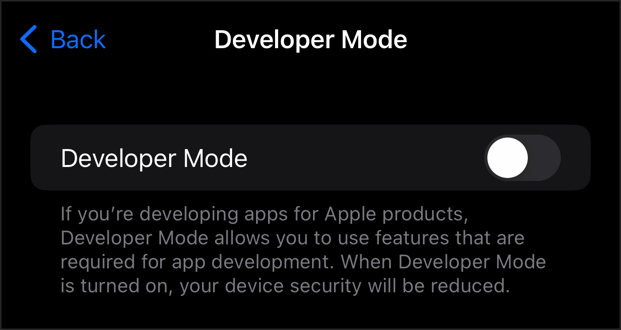 Back
Developer Mode
Developer Mode
If you’re developing apps for Apple products,
Developer Mode allows you to use features that are
required for app development. When Developer Mode
is turned on, your device security will be reduced.